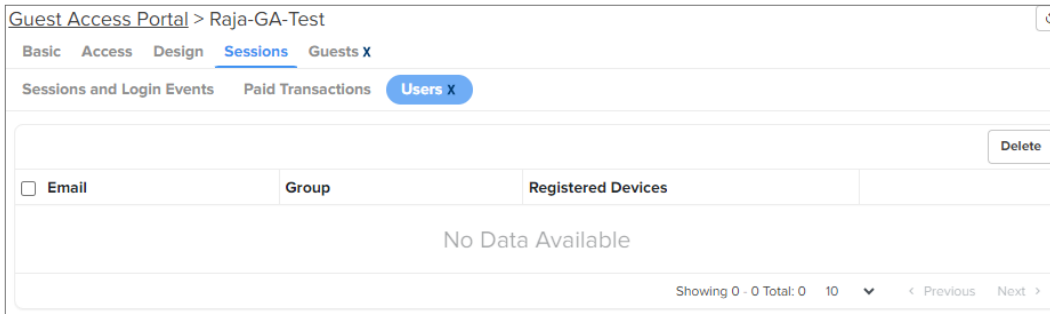 Guest Access Portal > Raja-GA-Test
Basic Access Design Sessions Guests X
Sessions and Login Events Paid Transactions Users X
Delete
Email Group Registered Devices
No Data Available
Showing 0 - 0 Total: 0 10 < Previous Next >